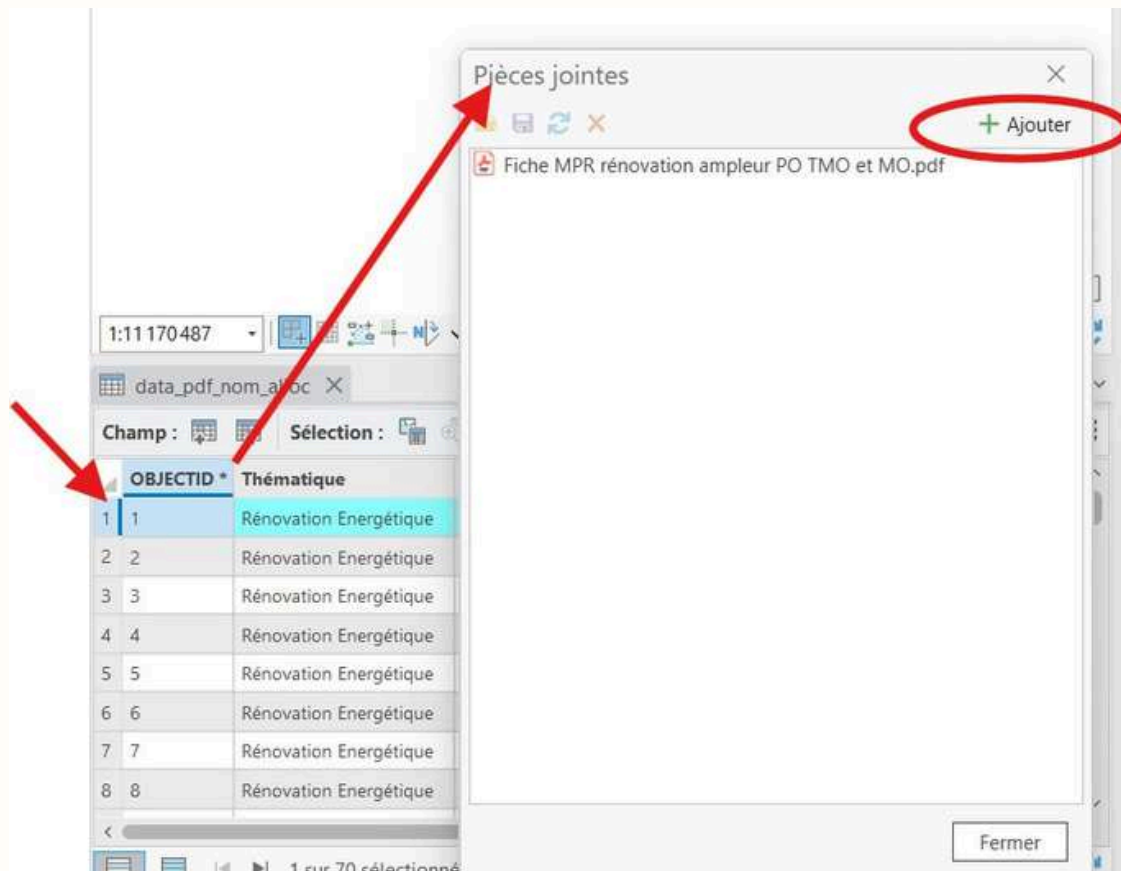 Pièces jointes
+ Ajouter
Fiche MPR rénovation ampleur PO TMO et MO.pdf
1:11 170 487
data_pdf_nom_alloc
Champ :
Sélection :
OBJECTID * Thématique
1 1 Rénovation Energétique
2 2 Rénovation Energétique
3 3 Rénovation Energétique
4 4 Rénovation Energétique
5 5 Rénovation Energétique
6 6 Rénovation Energétique
7 7 Rénovation Energétique
8 8 Rénovation Energétique
Fermer
1 sur 70 sélectionné